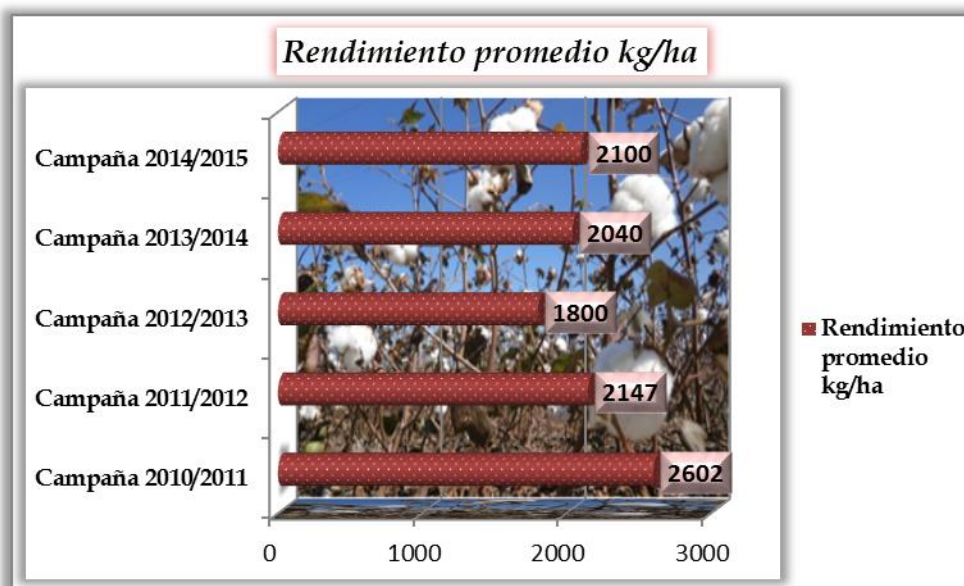 Rendimiento promedio kg/ha
Campaña 2014/2015
2100
Campaña 2013/2014
2040
Campaña 2012/2013
1800
Campaña 2011/2012
2147
Campaña 2010/2011
2602
0
1000
2000
3000
Rendimiento
promedio
kg/ha